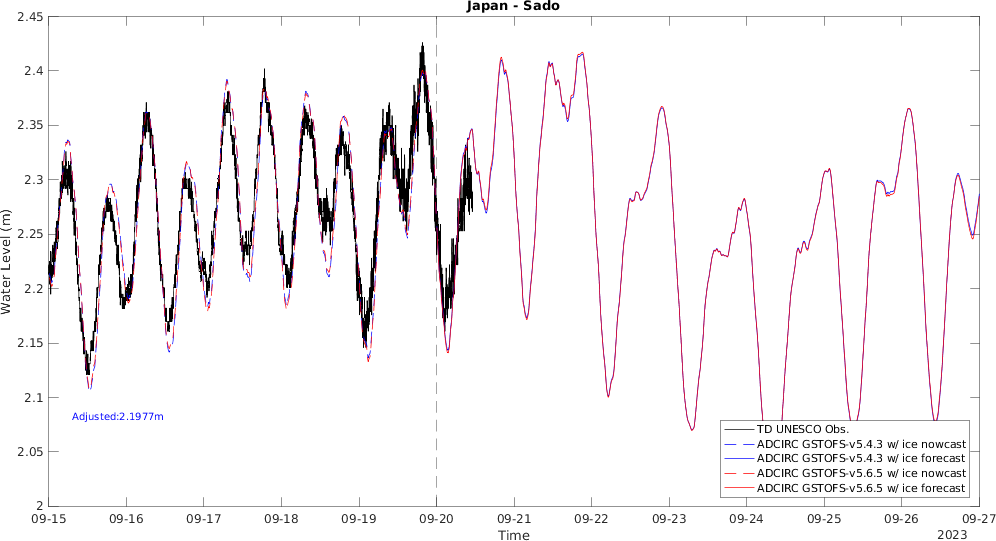 Japan - Sado
Water Level (m)
2.45
2.4
2.35
2.3
2.25
2.2
2.15
2.1
2.05
2
Adjusted:2.1977m
TD UNESCO Obs.
ADCIRC GSTOFS-v5.4.3 w/ ice nowcast
ADCIRC GSTOFS-v5.4.3 w/ ice forecast
ADCIRC GSTOFS-v5.6.5 w/ ice nowcast
ADCIRC GSTOFS-v5.6.5 w/ ice forecast
09-15 09-16 09-17 09-18 09-19 09-20 09-21 09-22 09-23 09-24 09-25 09-26 09-27
Time
2023